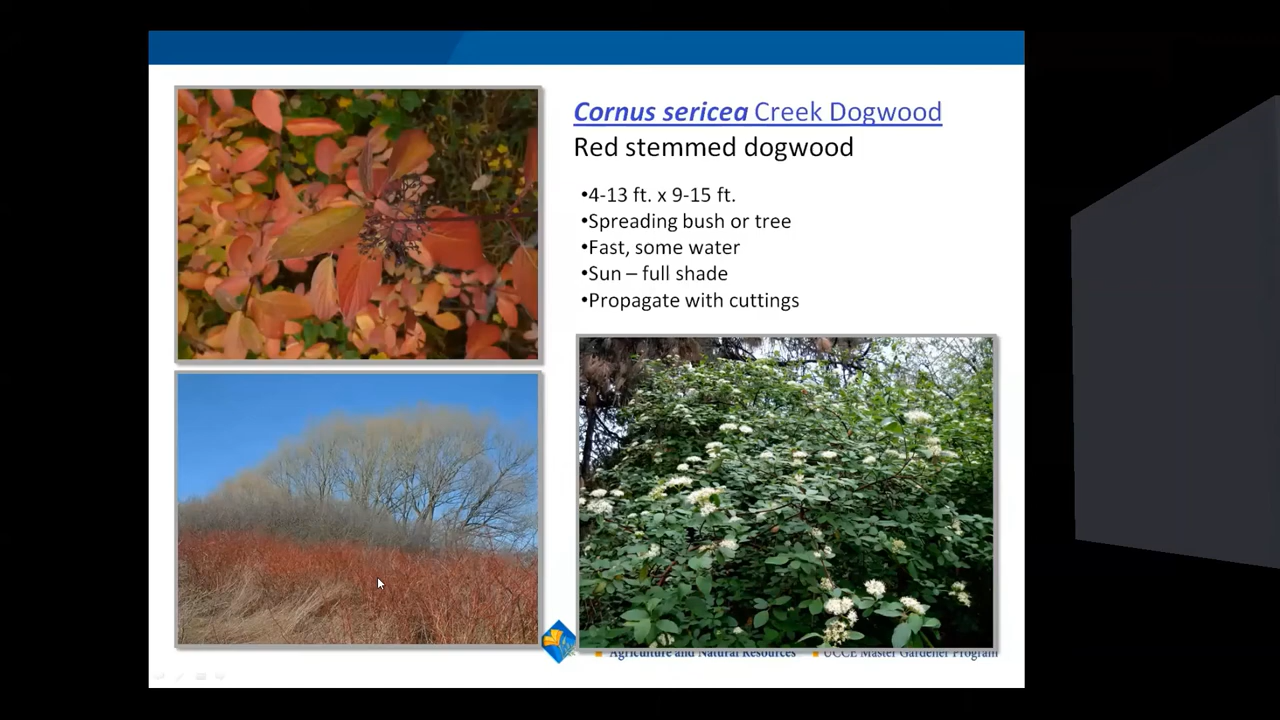 Cornus sericea Creek Dogwood
Red stemmed dogwood
•4-13 ft. x 9-15 ft.
•Spreading bush or tree
•Fast, some water
•Sun – full shade
•Propagate with cuttings
Agriculture and Natural Resources UCCE Master Gardener Program